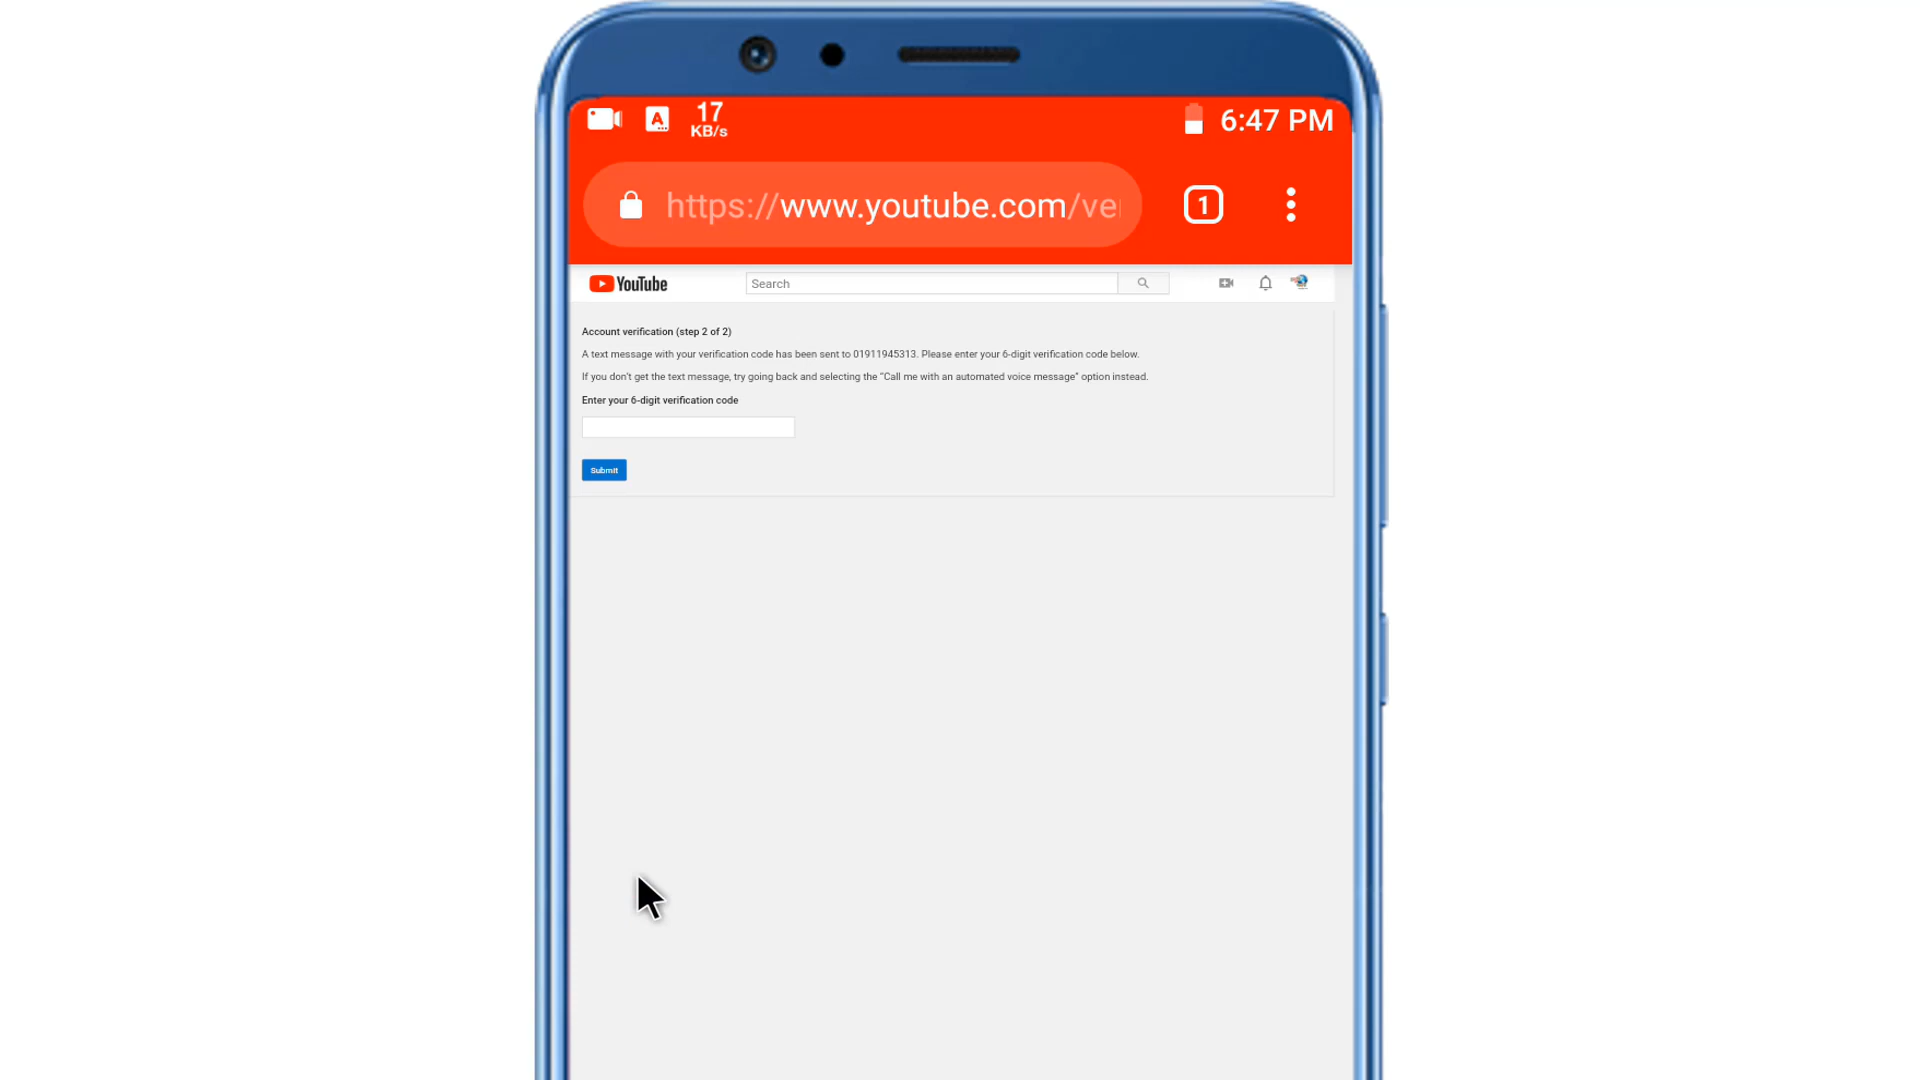 17
KB/s
6:47 PM
https://www.youtube.com/ve
1
YouTube
Search
Account verification (step 2 of 2)
A text message with your verification code has been sent to 01911945313. Please enter your 6-digit verification code below.
If you don't get the text message, try going back and selecting the "Call me with an automated voice message" option instead.
Enter your 6-digit verification code
Submit
A